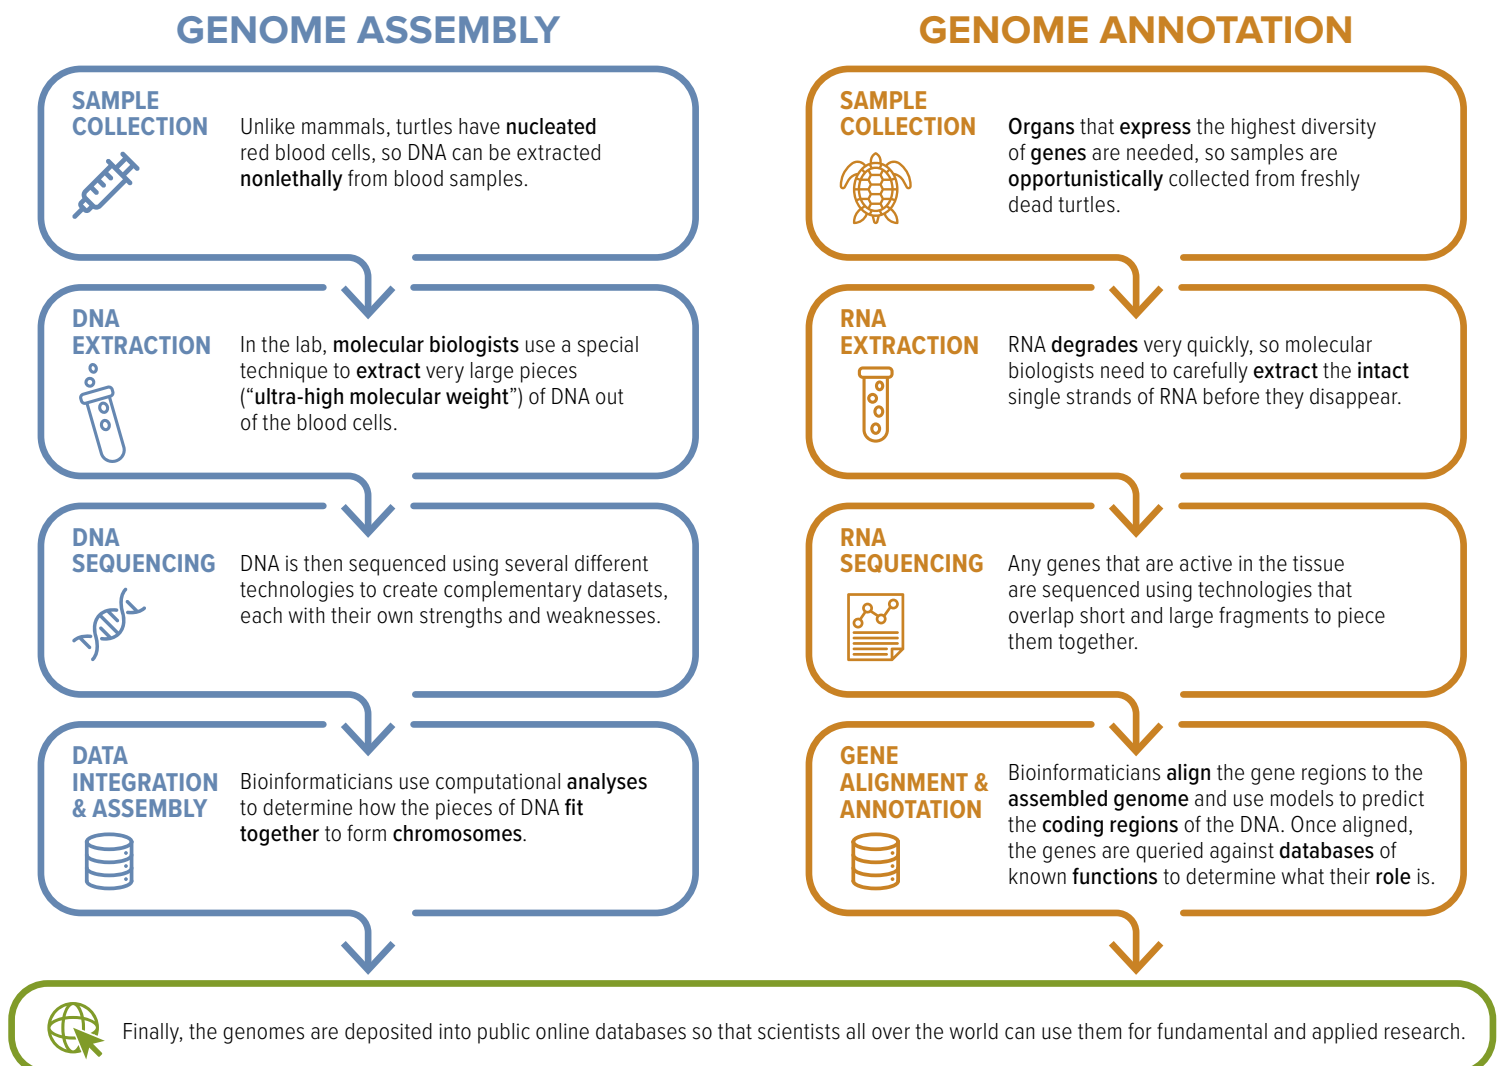 GENOME ASSEMBLY
SAMPLE
COLLECTION
Unlike mammals, turtles have nucleated
red blood cells, so DNA can be extracted
nonlethally from blood samples.
DNA
EXTRACTION
In the lab, molecular biologists use a special
technique to extract very large pieces
(“ultra-high molecular weight”) of DNA out
of the blood cells.
DNA
SEQUENCING
DNA is then sequenced using several different
technologies to create complementary datasets,
each with their own strengths and weaknesses.
DATA
INTEGRATION
& ASSEMBLY
Bioinformaticians use computational analyses
to determine how the pieces of DNA fit
together to form chromosomes.
GENOME ANNOTATION
SAMPLE
COLLECTION
Organs that express the highest diversity
of genes are needed, so samples are
opportunistically collected from freshly
dead turtles.
RNA
EXTRACTION
RNA degrades very quickly, so molecular
biologists need to carefully extract the intact
single strands of RNA before they disappear.
RNA
SEQUENCING
Any genes that are active in the tissue
are sequenced using technologies that
overlap short and large fragments to piece
them together.
GENE
ALIGNMENT &
ANNOTATION
Bioinformaticians align the gene regions to the
assembled genome and use models to predict
the coding regions of the DNA. Once aligned,
the genes are queried against databases of
known functions to determine what their role is.
Finally, the genomes are deposited into public online databases so that scientists all over the world can use them for fundamental and applied research.